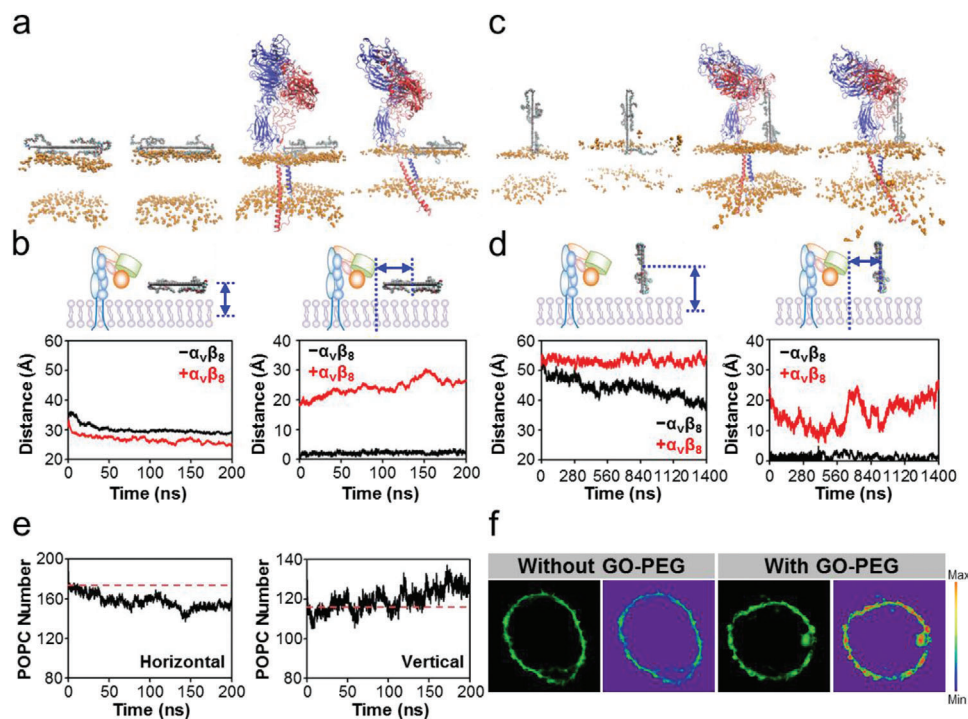 a
c
b
d
−αvβ8
+αvβ8
Distance (Å)
60
50
40
30
20
0 50 100 150 200
Time (ns)
−αvβ8
+αvβ8
Distance (Å)
40
30
20
10
0
0 50 100 150 200
Time (ns)
−αvβ8
+αvβ8
Distance (Å)
60
50
40
30
20
0 280 560 840 1120 1400
Time (ns)
−αvβ8
+αvβ8
Distance (Å)
40
30
20
10
0
0 280 560 840 1120 1400
Time (ns)
e
POPC Number
200
160
120
80
Horizontal
0 50 100 150 200
Time (ns)
POPC Number
140
120
100
80
Vertical
0 50 100 150 200
Time (ns)
f
Without GO-PEG
With GO-PEG
Max
Min